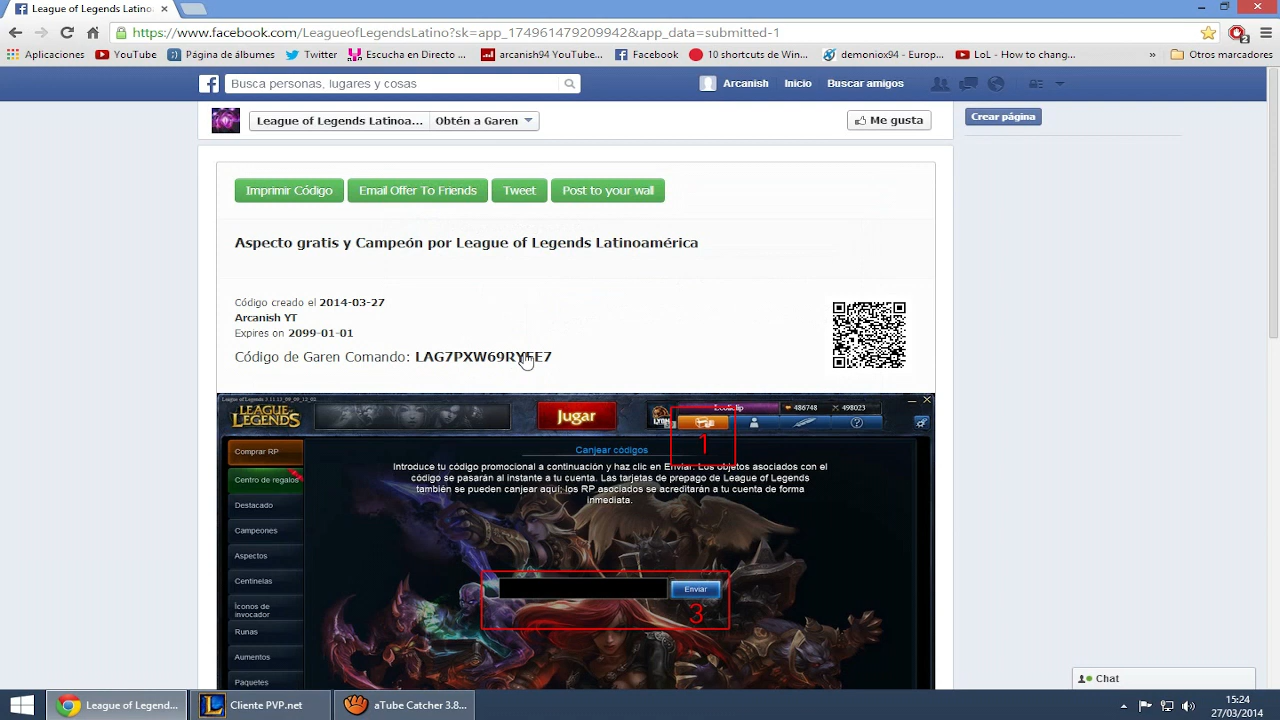 League of Legends Latino
https://www.facebook.com/LeagueofLegendsLatino?sk=app_174961479209942&app_data=submitted-1
Aplicaciones
YouTube
Página de álbumes
Twitter
Escucha en Directo ...
arcanish94 YouTube...
Facebook
10 shortcuts de Win...
demoniox94 - Europ...
LoL - How to chang...
»
Otros marcadores
Busca personas, lugares y cosas
Arcanish
Inicio
Buscar amigos
League of Legends Latinoa...
Obtén a Garen
Me gusta
Crear página
Imprimir Código
Email Offer To Friends
Tweet
Post to your wall
Aspecto gratis y Campeón por League of Legends Latinoamérica
Código creado el 2014-03-27
Arcanish YT
Expires on 2099-01-01
Código de Garen Comando:
LEAGUE OF LEGENDS
Jugar
486748
498023
1
Comprar RP
Centro de regalos
Destacado
Campeones
Aspectos
Centinelas
Íconos de
invocador
Runas
Aumentos
Paquetes
Canjear códigos
Introduce tu código promocional a continuación y haz clic en Enviar. Los objetos asociados con el
código se pasarán al instante a tu cuenta. Las tarjetas de prepago de League of Legends
también se pueden canjear aquí; los RP asociados se acreditarán a tu cuenta de forma
inmediata.
Enviar
3
Chat
League of Legend...
Cliente PVP.net
aTube Catcher 3.8...
15:24
27/03/2014